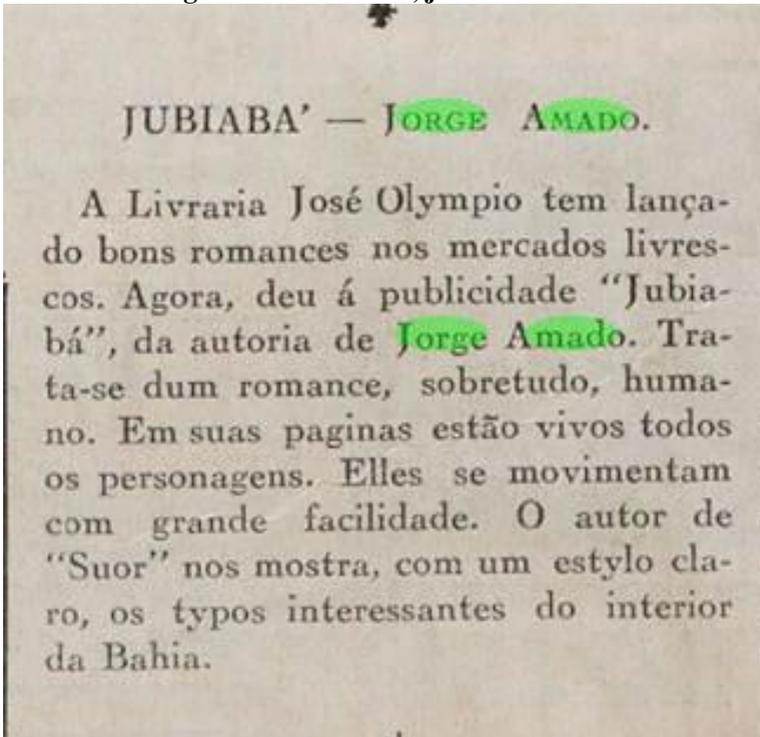 JUBIABA' — JORGE AMADO.
A Livraria José Olympio tem lança-
do bons romances nos mercados livres-
cos. Agora, deu á publicidade "Jubia-
bá", da autoria de Jorge Amado. Tra-
ta-se dum romance, sobretudo, huma-
no. Em suas paginas estão vivos todos
os personagens. Elles se movimentam
com grande facilidade. O autor de
"Suor" nos mostra, com um estylo cla-
ro, os typos interessantes do interior
da Bahia.